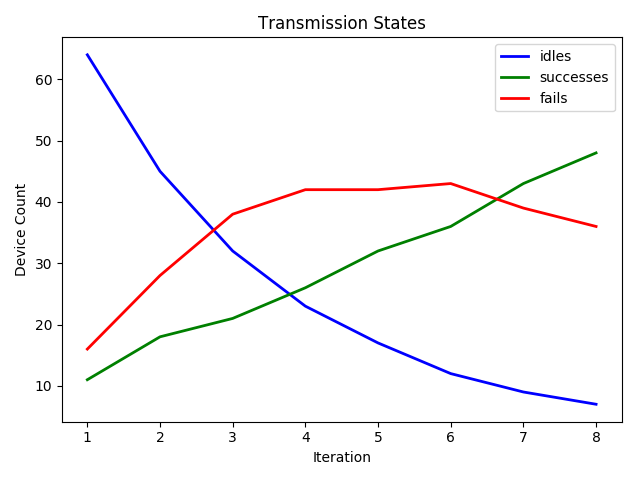 Transmission States
idles
successes
fails
Device Count
60
50
40
30
20
10
1 2 3 4 5 6 7 8
Iteration